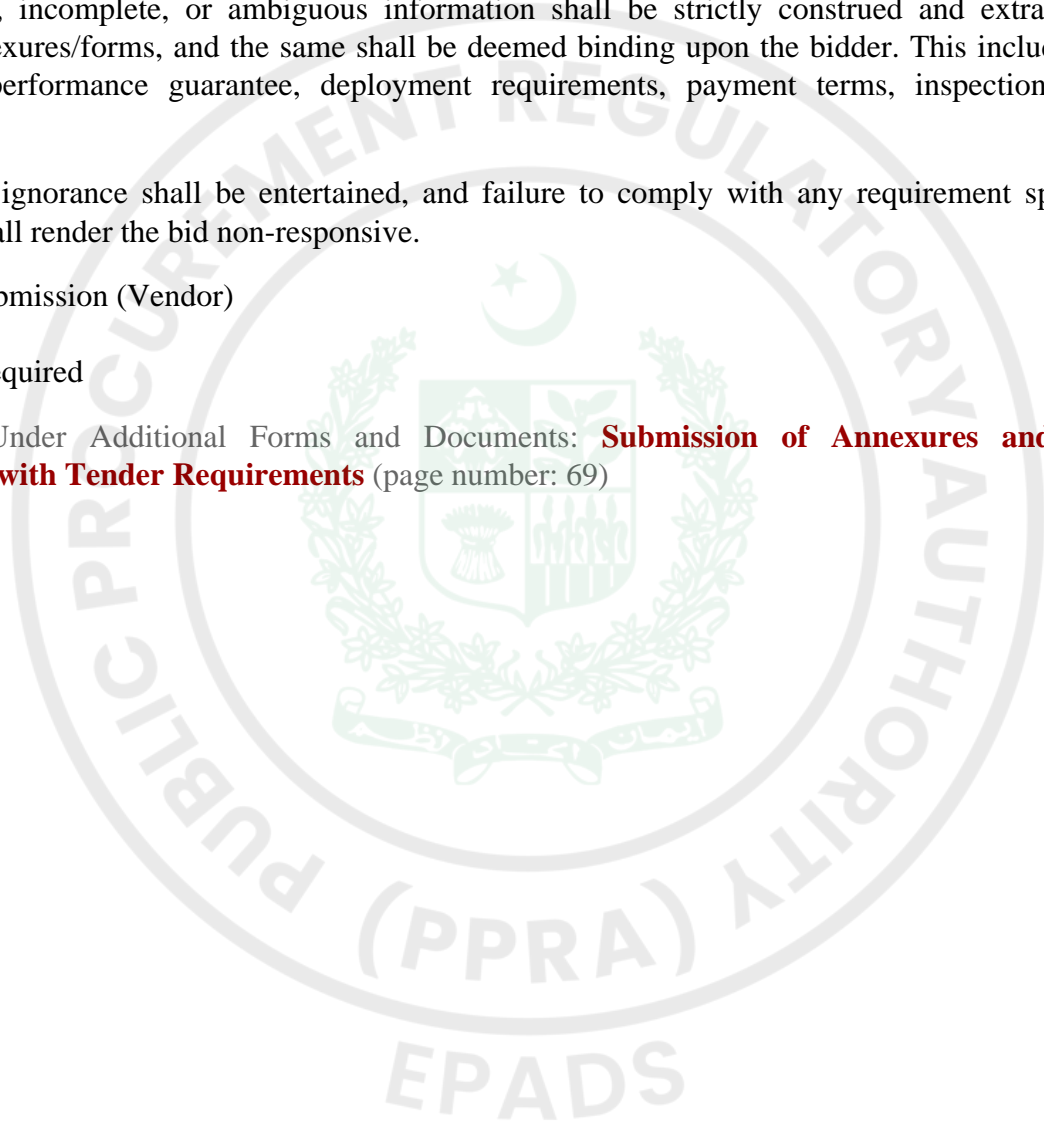 , incomplete, or ambiguous information shall be strictly construed and extra
exures/forms, and the same shall be deemed binding upon the bidder. This inclu
performance guarantee, deployment requirements, payment terms, inspection
ignorance shall be entertained, and failure to comply with any requirement sp
all render the bid non-responsive.
bmission (Vendor)
equired
Under Additional Forms and Documents: Submission of Annexures and
with Tender Requirements (page number: 69)
PUBLIC PROCUREMENT REGULATORY AUTHORITY
(PPRA)
EPADS